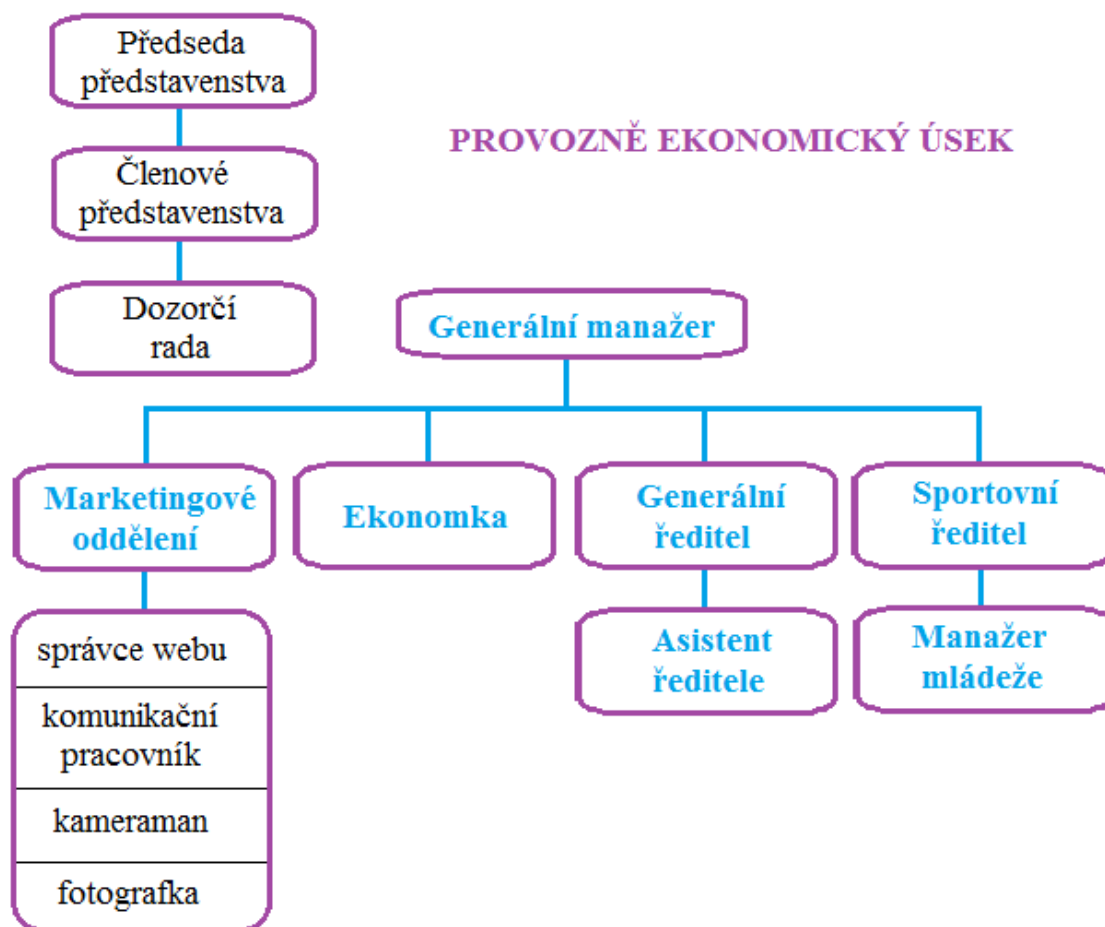 Předseda
představenstva
PROVOZNĚ EKONOMICKÝ ÚSEK
Členové
představenstva
Dozorčí
rada
Generální manažer
Marketingové
oddělení
Ekonomka
Generální
ředitel
Sportovní
ředitel
správce webu
komunikační
pracovník
kameraman
fotografka
Asistent
ředitele
Manažer
mládeže